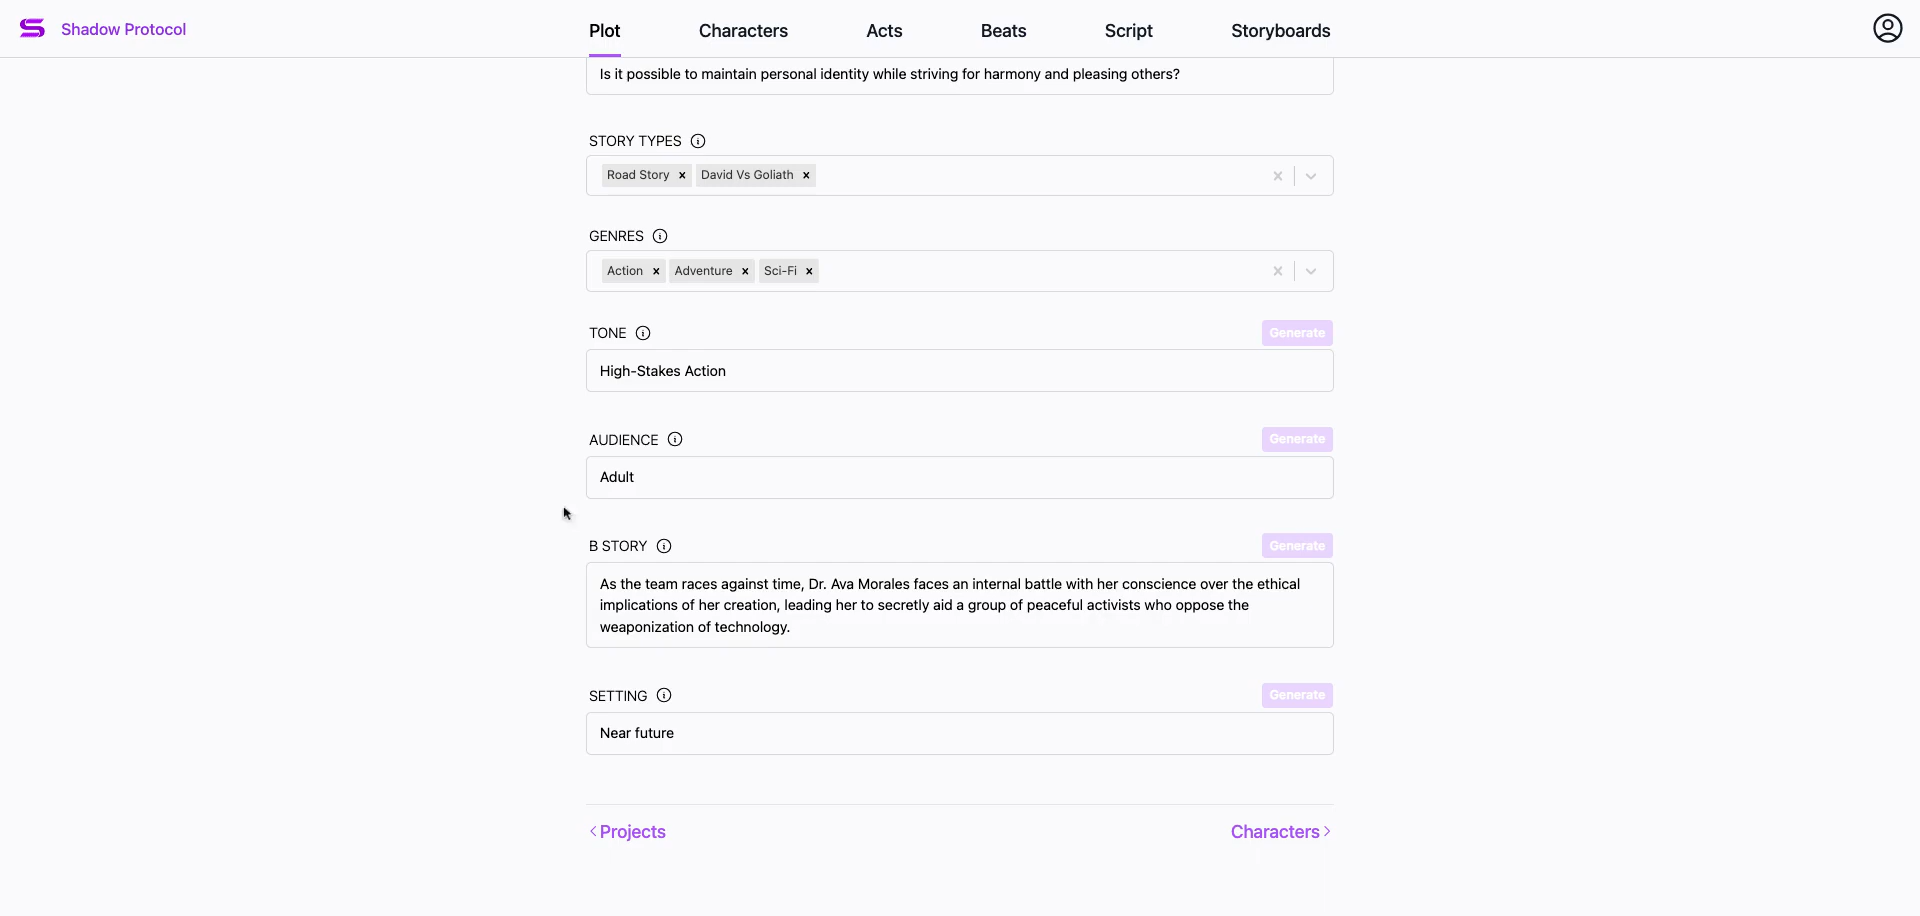 Shadow Protocol
Plot
Characters
Acts
Beats
Script
Storyboards
Is it possible to maintain personal identity while striving for harmony and pleasing others?
STORY TYPES
Road Story
David Vs Goliath
GENRES
Action
Adventure
Sci-Fi
TONE
Generate
High-Stakes Action
AUDIENCE
Generate
Adult
B STORY
Generate
As the team races against time, Dr. Ava Morales faces an internal battle with her conscience over the ethical
implications of her creation, leading her to secretly aid a group of peaceful activists who oppose the
weaponization of technology.
SETTING
Generate
Near future
Projects
Characters